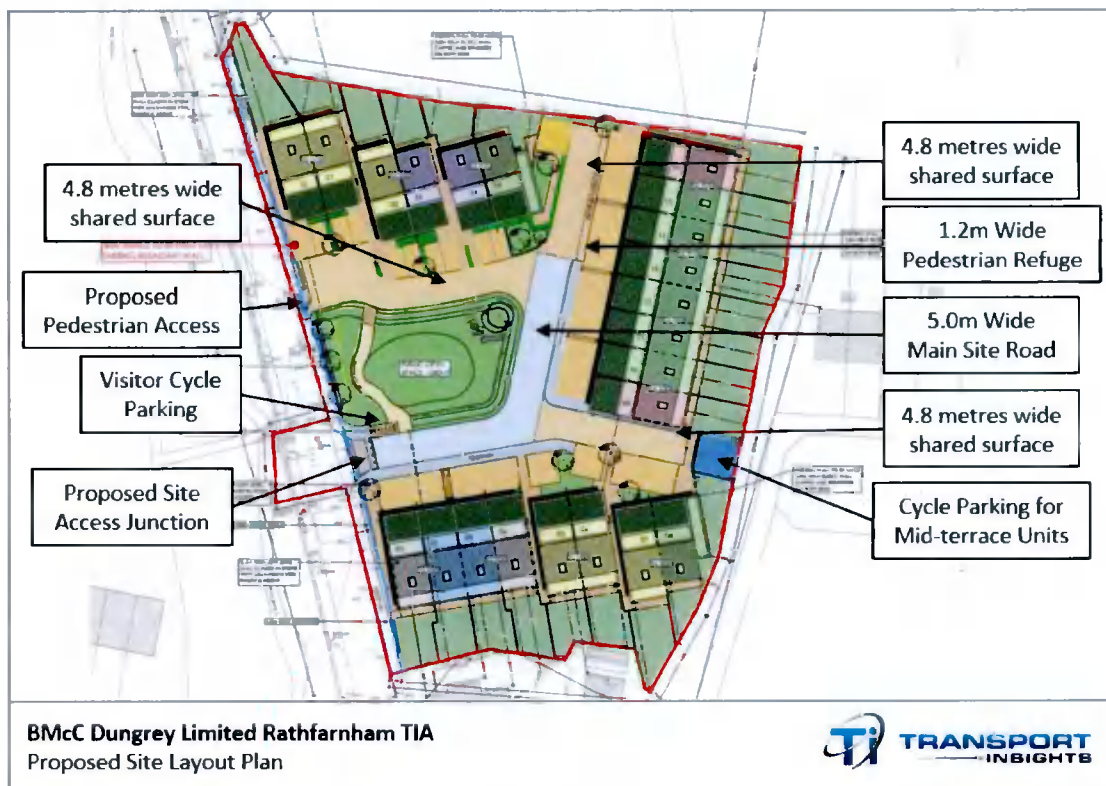 4.8 metres wide
shared surface
Proposed
Pedestrian Access
Visitor Cycle
Parking
Proposed Site
Access Junction
4.8 metres wide
shared surface
1.2m Wide
Pedestrian Refuge
5.0m Wide
Main Site Road
4.8 metres wide
shared surface
Cycle Parking for
Mid-terrace Units
BMcC Dungrey Limited Rathfarnham TIA
Proposed Site Layout Plan
Ti TRANSPORT
INSIGHTS